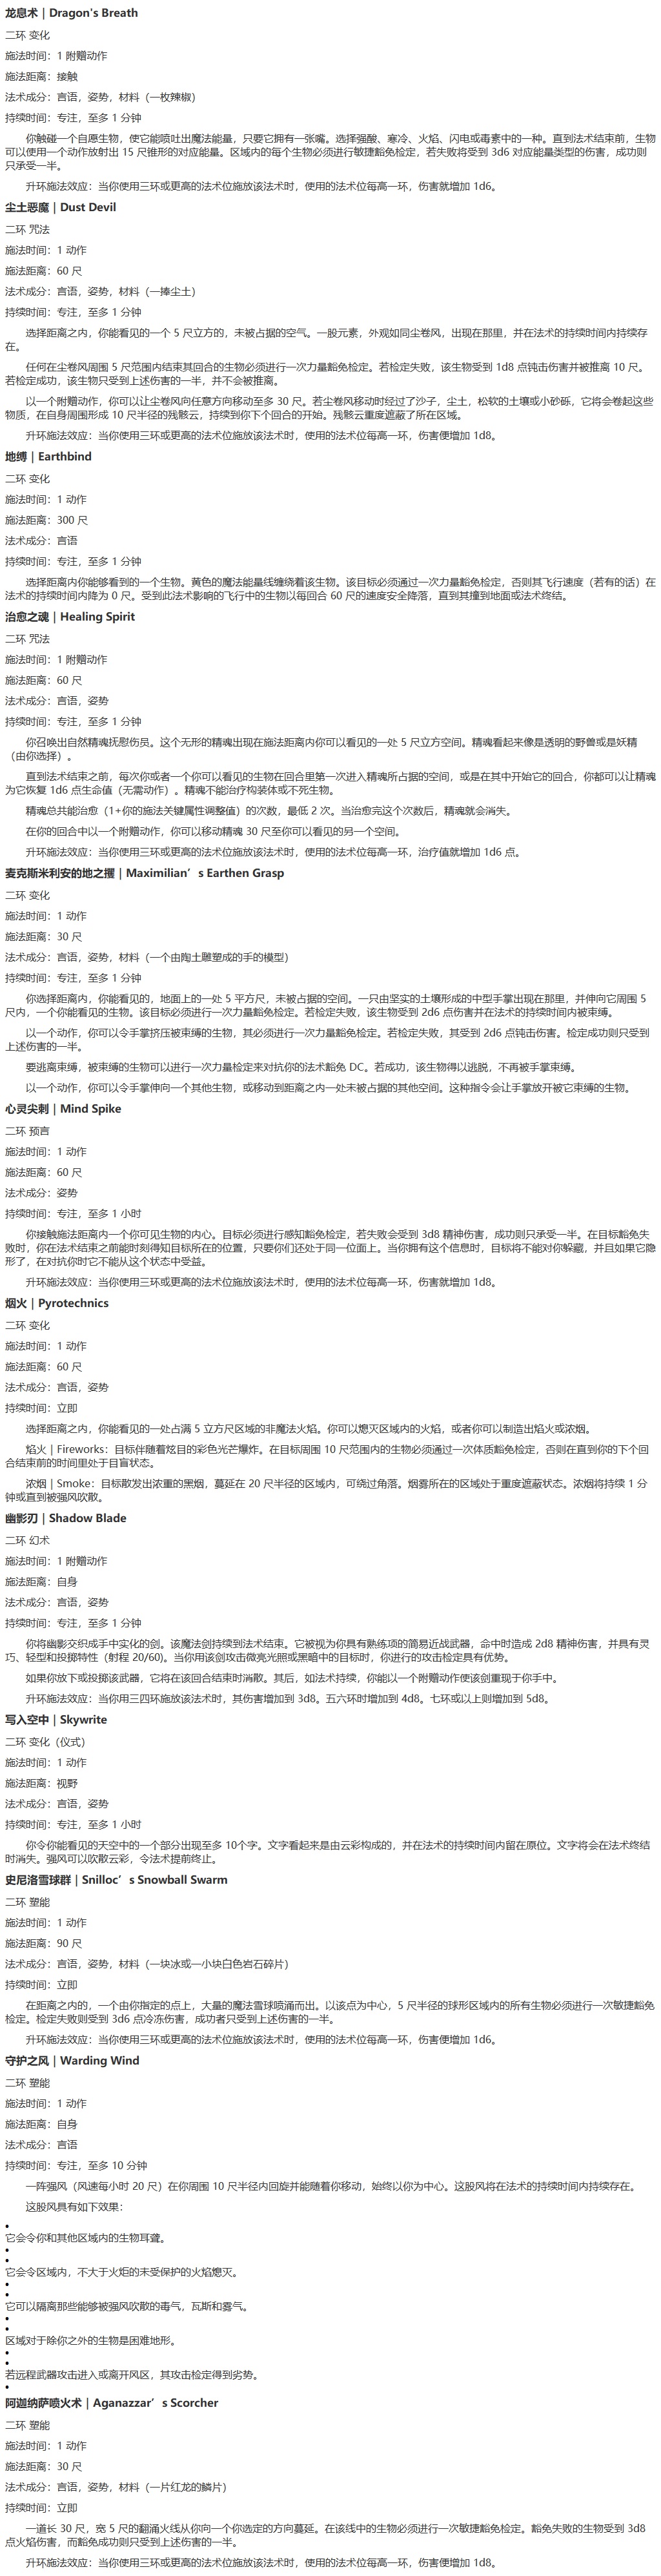 龙息术｜Dragon's Breath
二环 变化
施法时间：1 附赠动作
施法距离：接触
法术成分：言语，姿势，材料（一枚辣椒）
持续时间：专注，至多 1 分钟
你触碰一个自愿生物，使它能喷吐出魔法能量，只要它拥有一张嘴。选择强酸、寒冷、火焰、闪电或毒素中的一种。直到法术结束前，生物
可以使用一个动作放射出 15 尺锥形的对应能量。区域内的每个生物必须进行敏捷豁免检定，若失败将受到 3d6 对应能量类型的伤害，成功则
只承受一半。
升环施法效应：当你使用三环或更高的法术位施放该法术时，使用的法术位每高一环，伤害就增加 1d6。
尘土恶魔｜Dust Devil
二环 咒法
施法时间：1 动作
施法距离：60 尺
法术成分：言语，姿势，材料（一捧尘土）
持续时间：专注，至多 1 分钟
选择距离之内，你能看见的一个 5 尺立方的，未被占据的空气。一股元素，外观如同尘卷风，出现在那里，并在法术的持续时间内持续存
在。
任何在尘卷风周围 5 尺范围内结束其回合的生物必须进行一次力量豁免检定。若检定失败，该生物受到 1d8 点钝击伤害并被推离 10 尺。
若检定成功，该生物只受到上述伤害的一半，并不会被推离。
以一个附赠动作，你可以让尘卷风向任意方向移动至多 30 尺。若尘卷风移动时经过了沙子，尘土，松软的土壤或小砂砾，它将会卷起这些
物质，在自身周围形成 10 尺半径的残骸云，持续到你下个回合的开始。残骸云重度遮蔽了所在区域。
升环施法效应：当你使用三环或更高的法术位施放该法术时，使用的法术位每高一环，伤害便增加 1d8。
地缚｜Earthbind
二环 变化
施法时间：1 动作
施法距离：300 尺
法术成分：言语
持续时间：专注，至多 1 分钟
选择距离内你能够看到的一个生物。黄色的魔法能量线缠绕着该生物。该目标必须通过一次力量豁免检定，否则其飞行速度（若有的话）在
法术的持续时间内降为 0 尺。受到此法术影响的飞行中的生物以每回合 60 尺的速度安全降落，直到其撞到地面或法术终结。
治愈之魂｜Healing Spirit
二环 咒法
施法时间：1 附赠动作
施法距离：60 尺
法术成分：言语，姿势
持续时间：专注，至多 1 分钟
你召唤出自然精魂抚慰伤员。这个无形的精魂出现在施法距离内你可以看见的一处 5 尺立方空间。精魂看起来像是透明的野兽或是妖精
（由你选择）。
直到法术结束之前，每次你或者一个你可以看见的生物在回合里第一次进入精魂所占据的空间，或是在其中开始它的回合，你都可以让精魂
为它恢复 1d6 点生命值（无需动作）。精魂不能治疗构装体或不死生物。
精魂总共能治愈（1+你的施法关键属性调整值）的次数，最低 2 次。当治愈完这个次数后，精魂就会消失。
在你的回合中以一个附赠动作，你可以移动精魂 30 尺至你可以看见的另一个空间。
升环施法效应：当你使用三环或更高的法术位施放该法术时，使用的法术位每高一环，治疗值就增加 1d6 点。
麦克斯米利安的地之攫｜Maximilian’s Earthen Grasp
二环 变化
施法时间：1 动作
施法距离：30 尺
法术成分：言语，姿势，材料（一个由陶土雕塑成的手的模型）
持续时间：专注，至多 1 分钟
你选择距离内，你能看见的，地面上的一处 5 平方尺，未被占据的空间。一只由坚实的土壤形成的中型手掌出现在那里，并伸向它周围 5
尺内，一个你能看见的生物。该目标必须进行一次力量豁免检定。若检定失败，该生物受到 2d6 点伤害并在法术的持续时间内被束缚。
以一个动作，你可以令手掌挤压被束缚的生物，其必须进行一次力量豁免检定。若检定失败，其受到 2d6 点钝击伤害。检定成功则只受到
上述伤害的一半。
要逃离束缚，被束缚的生物可以进行一次力量检定来对抗你的法术豁免 DC。若成功，该生物得以逃脱，不再被手掌束缚。
以一个动作，你可以令手掌伸向一个其他生物，或移动到距离之内一处未被占据的其他空间。这种指令会让手掌放开被它束缚的生物。
心灵尖刺｜Mind Spike
二环 预言
施法时间：1 动作
施法距离：60 尺
法术成分：姿势
持续时间：专注，至多 1 小时
你接触施法距离内一个你可见生物的内心。目标必须进行感知豁免检定，若失败会受到 3d8 精神伤害，成功则只承受一半。在目标豁免失
败时，你在法术结束之前能时刻得知目标所在的位置，只要你们还处于同一位面上。当你拥有这个信息时，目标将不能对你躲藏，并且如果它隐
形了，在对抗你时它不能从这个状态中受益。
升环施法效应：当你使用三环或更高的法术位施放该法术时，使用的法术位每高一环，伤害就增加 1d8。
烟火｜Pyrotechnics
二环 变化
施法时间：1 动作
施法距离：60 尺
法术成分：言语，姿势
持续时间：立即
选择距离之内，你能看见的一处占满 5 立方尺区域的非魔法火焰。你可以熄灭区域内的火焰，或者你可以制造出焰火或浓烟。
焰火｜Fireworks：目标伴随着炫目的彩色光芒爆炸。在目标周围 10 尺范围内的生物必须通过一次体质豁免检定，否则在直到你的下个回
合结束前的时间里处于目盲状态。
浓烟｜Smoke：目标散发出浓重的黑烟，蔓延在 20 尺半径的区域内，可绕过角落。烟雾所在的区域处于重度遮蔽状态。浓烟将持续 1 分
钟或直到被强风吹散。
幽影刃｜Shadow Blade
二环 幻术
施法时间：1 附赠动作
施法距离：自身
法术成分：言语，姿势
持续时间：专注，至多 1 分钟
你将幽影交织成手中实化的剑。该魔法剑持续到法术结束。它被视为你具有熟练项的简易近战武器，命中时造成 2d8 精神伤害，并具有灵
巧、轻型和投掷特性（射程 20/60）。当你用该剑攻击微亮光照或黑暗中的目标时，你进行的攻击检定具有优势。
如果你放下或投掷该武器，它将在该回合结束时消散。其后，如法术持续，你能以一个附赠动作使该剑重现于你手中。
升环施法效应：当你用三四环施放该法术时，其伤害增加到 3d8。五六环时增加到 4d8。七环或以上则增加到 5d8。
写入空中｜Skywrite
二环 变化（仪式）
施法时间：1 动作
施法距离：视野
法术成分：言语，姿势
持续时间：专注，至多 1 小时
你令你能看见的天空中的一个部分出现至多 10个字。文字看起来是由云彩构成的，并在法术的持续时间内留在原位。文字将会在法术终结
时消失。强风可以吹散云彩，令法术提前终止。
史尼洛雪球群｜Snilloc’s Snowball Swarm
二环 塑能
施法时间：1 动作
施法距离：90 尺
法术成分：言语，姿势，材料（一块冰或一小块白色岩石碎片）
持续时间：立即
在距离之内的，一个由你指定的点上，大量的魔法雪球喷涌而出。以该点为中心，5 尺半径的球形区域内的所有生物必须进行一次敏捷豁免
检定。检定失败则受到 3d6 点冷冻伤害，成功者只受到上述伤害的一半。
升环施法效应：当你使用三环或更高的法术位施放该法术时，使用的法术位每高一环，伤害便增加 1d6。
守护之风｜Warding Wind
二环 塑能
施法时间：1 动作
施法距离：自身
法术成分：言语
持续时间：专注，至多 10 分钟
一阵强风（风速每小时 20 尺）在你周围 10 尺半径内回旋并能随着你移动，始终以你为中心。这股风将在法术的持续时间内持续存在。
这股风具有如下效果：
•
它会令你和其他区域内的生物耳聋。
•
•
它会令区域内，不大于火炬的未受保护的火焰熄灭。
•
•
它可以隔离那些能够被强风吹散的毒气，瓦斯和雾气。
•
•
区域对于除你之外的生物是困难地形。
•
•
若远程武器攻击进入或离开风区，其攻击检定得到劣势。
•
阿迦纳萨喷火术｜Aganazzar’s Scorcher
二环 塑能
施法时间：1 动作
施法距离：30 尺
法术成分：言语，姿势，材料（一片红龙的鳞片）
持续时间：立即
一道长 30 尺，宽 5 尺的翻涌火线从你向一个你选定的方向蔓延。在该线中的生物必须进行一次敏捷豁免检定。豁免失败的生物受到 3d8
点火焰伤害，而豁免成功则只受到上述伤害的一半。
升环施法效应：当你使用三环或更高的法术位施放该法术时，使用的法术位每高一环，伤害便增加 1d8。